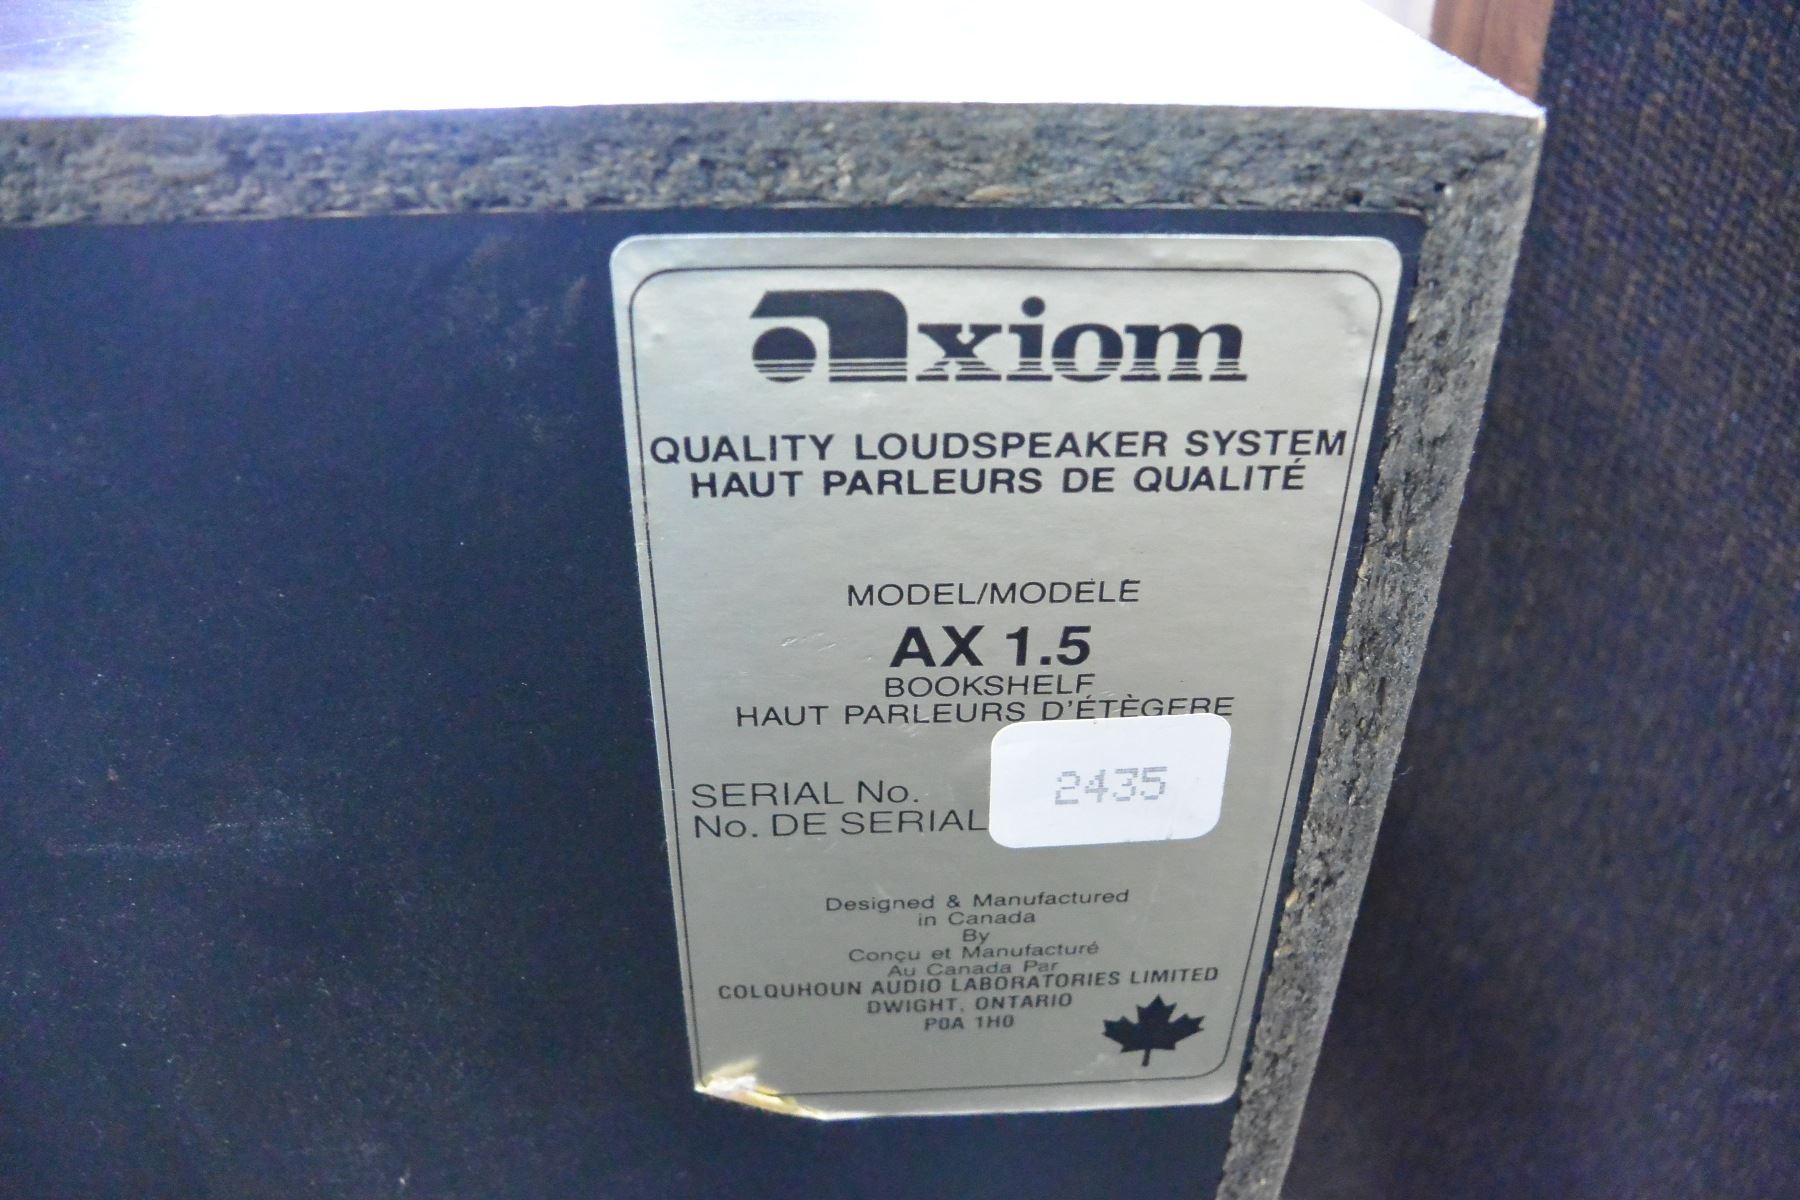 axiom
QUALITY LOUDSPEAKER SYSTEM
HAUT PARLEURS DE QUALITÉ
MODEL/MODĖLĖ
AX 1.5
BOOKSHELF
HAUT PARLEURS D'ÉTÈGERE
SERIAL No.
No. DE SERIAL
2435
Designed & Manufactured
in Canada
By
Conçu et Manufacturé
Au Canada Par
COLQUHOUN AUDIO LABORATORIES LIMITED
DWIGHT, ONTARIO
P0A 1H0